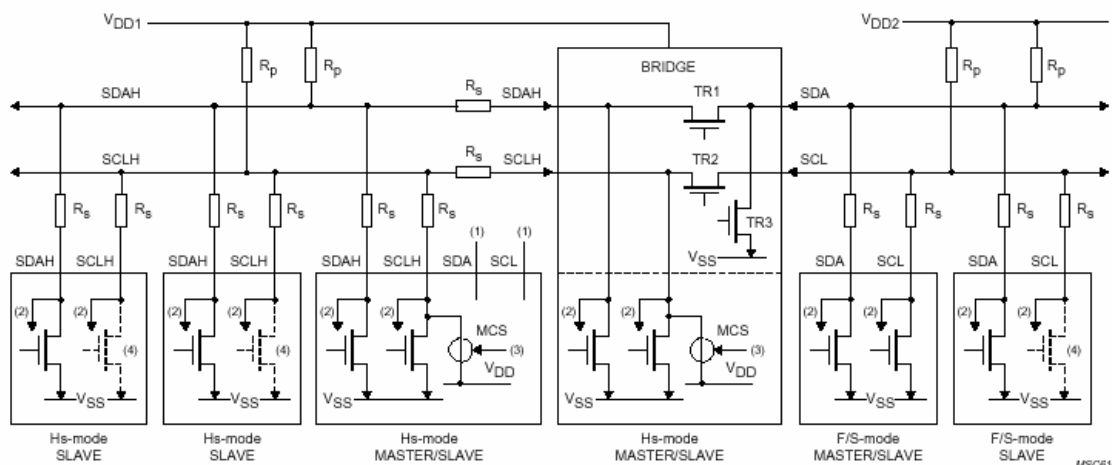 VDD1
VDD2
BRIDGE
Rp Rp Rp Rp
SDAH Rs SDAH TR1 SDA
SCLH Rs SCLH TR2 SCL
Rs Rs Rs Rs Rs Rs TR3 Rs Rs Rs Rs
(1) (1)
VSS
SDAH SCLH SDAH SCLH SDAH SCLH SDA SCL SDA SCL SDA SCL
(2) (2) (2) (2) (2) (2) (2) (2) (2) (2) (2) (2)
MCS MCS
(4) (4) (3) (3) (4)
VDD VDD
VSS VSS VSS VSS VSS VSS
Hs-mode Hs-mode Hs-mode Hs-mode F/S-mode F/S-mode
SLAVE SLAVE MASTER/SLAVE MASTER/SLAVE MASTER/SLAVE SLAVE